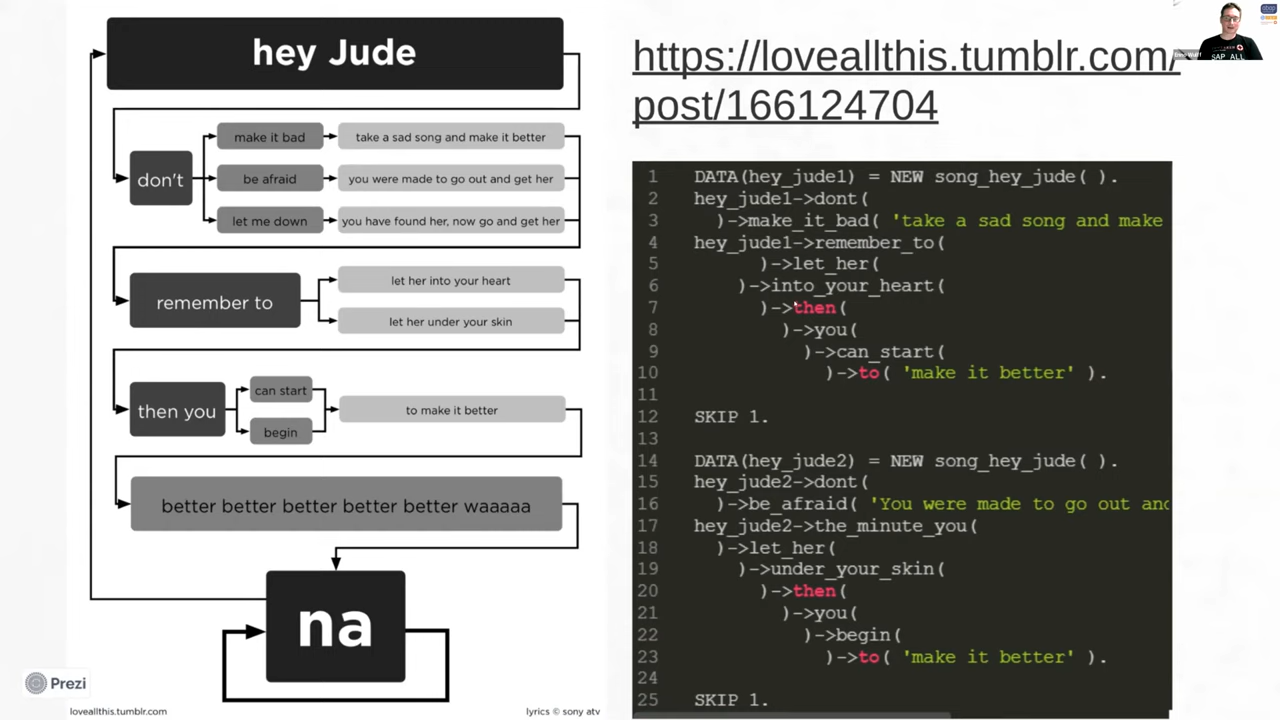 hey Jude
don't
make it bad
take a sad song and make it better
be afraid
you were made to go out and get her
let me down
you have found her, now go and get her
remember to
let her into your heart
let her under your skin
then you
can start
begin
to make it better
better better better better better waaaaa
na
Prezi
loveallthis.tumblr.com
lyrics © sony atv
https://loveallthis.tumblr.com/
post/166124704
1 DATA(hey_jude1) = NEW song_hey_jude( ).
2 hey_jude1->dont(
3 )->make_it_bad( 'take a sad song and make
4 hey_jude1->remember_to(
5 )->let_her(
6 )->into_your_heart(
7 )->then(
8 )->you(
9 )->can_start(
10 )->to( 'make it better' ).
11
12 SKIP 1.
13
14 DATA(hey_jude2) = NEW song_hey_jude( ).
15 hey_jude2->dont(
16 )->be_afraid( 'You were made to go out and
17 hey_jude2->the_minute_you(
18 )->let_her(
19 )->under_your_skin(
20 )->then(
21 )->you(
22 )->begin(
23 )->to( 'make it better' ).
24
25 SKIP 1.
SAP_ALL